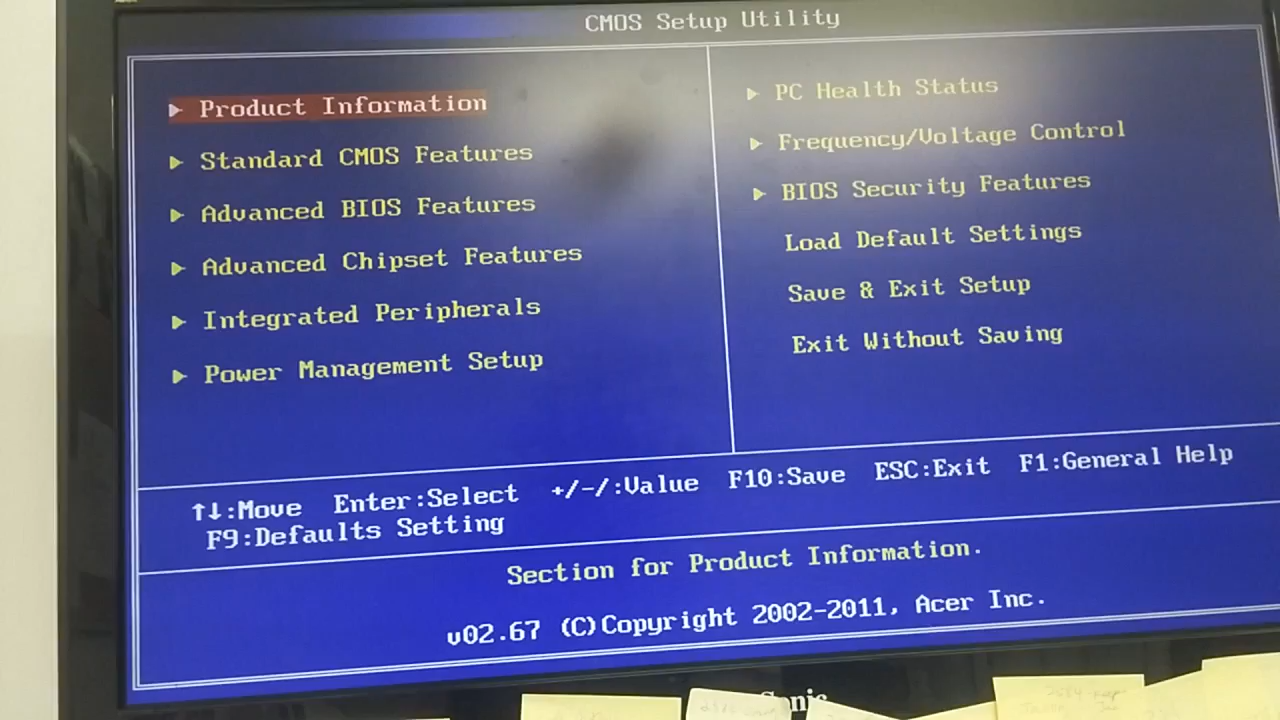 CMOS Setup Utility
▶ Product Information
▶ Standard CMOS Features
▶ Advanced BIOS Features
▶ Advanced Chipset Features
▶ Integrated Peripherals
▶ Power Management Setup
▶ PC Health Status
▶ Frequency/Voltage Control
▶ BIOS Security Features
Load Default Settings
Save & Exit Setup
Exit Without Saving
↑↓:Move Enter:Select +/-/:Value F10:Save ESC:Exit F1:General Help
F9:Defaults Setting
Section for Product Information.
v02.67 (C)Copyright 2002-2011, Acer Inc.